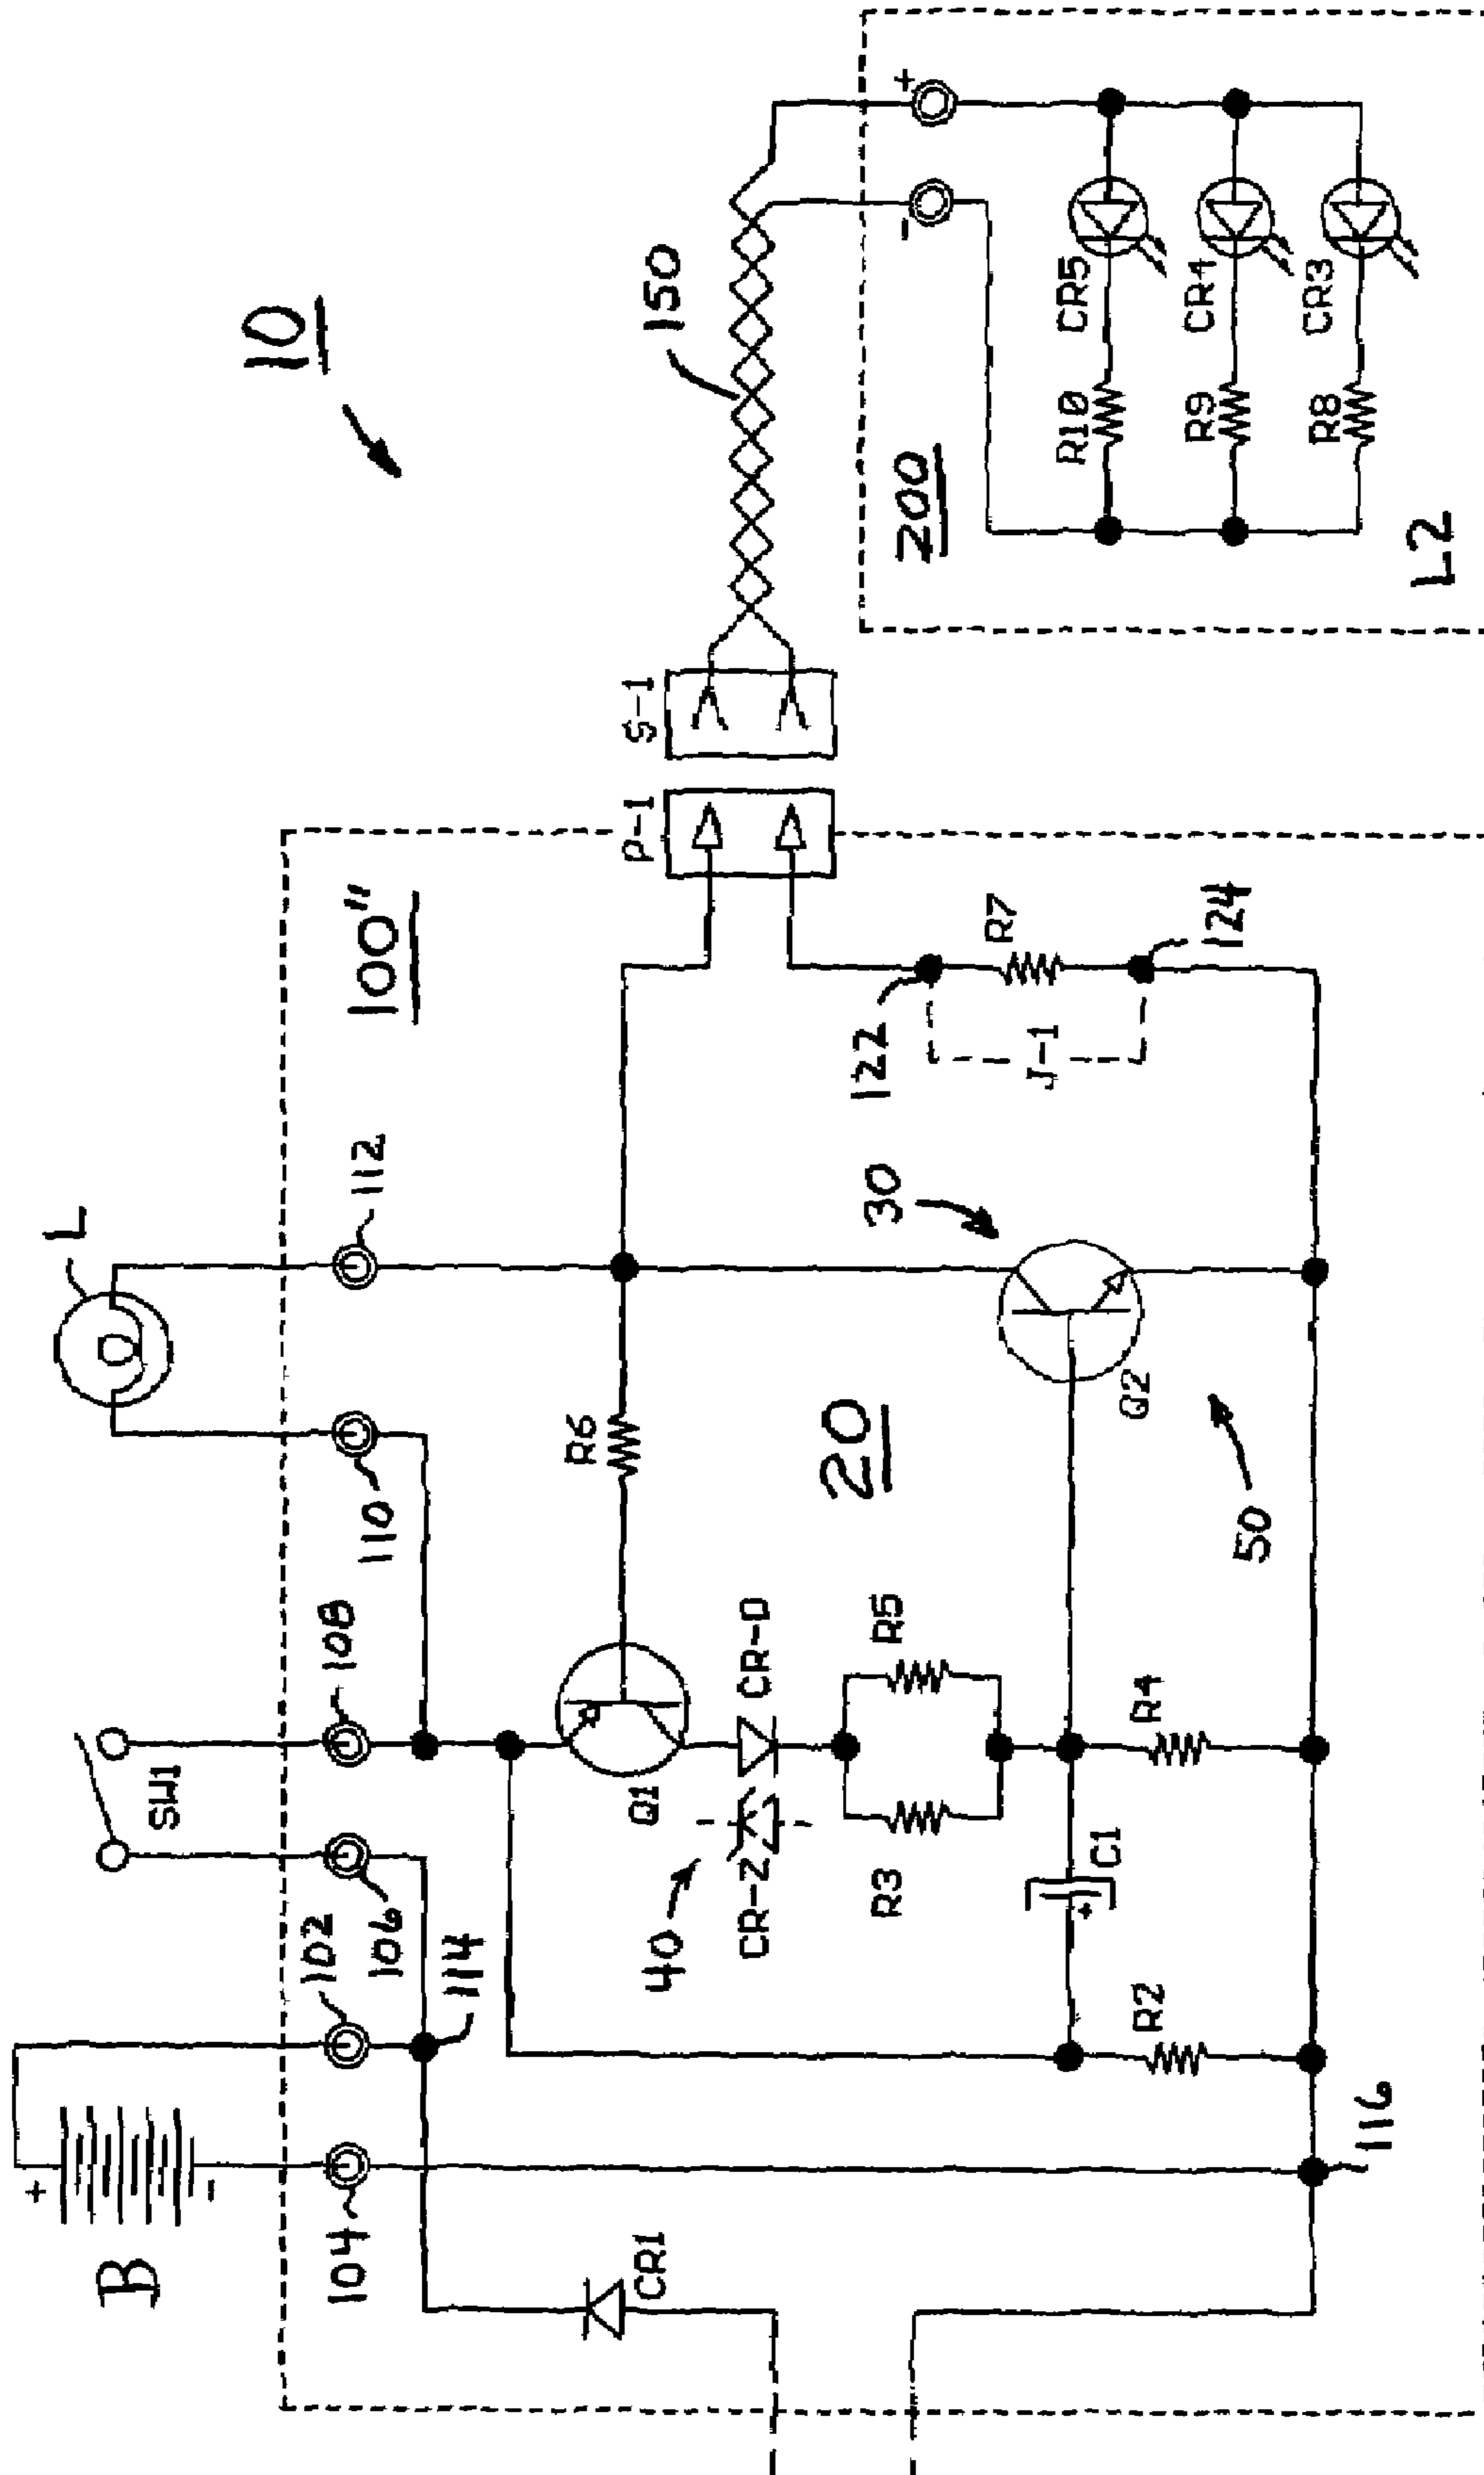 10
B
+
-
SW1
L
104
102
106
108
110
112
100"
114
CR1
Q1
R6
P-1
S-1
150
40
CR-Z
CR-D
R3
R5
20
30
122
R7
J-1
124
C1
+
R2
R4
Q2
50
116
200
-
+
R10
CR5
R9
CR4
R8
CR3
L2